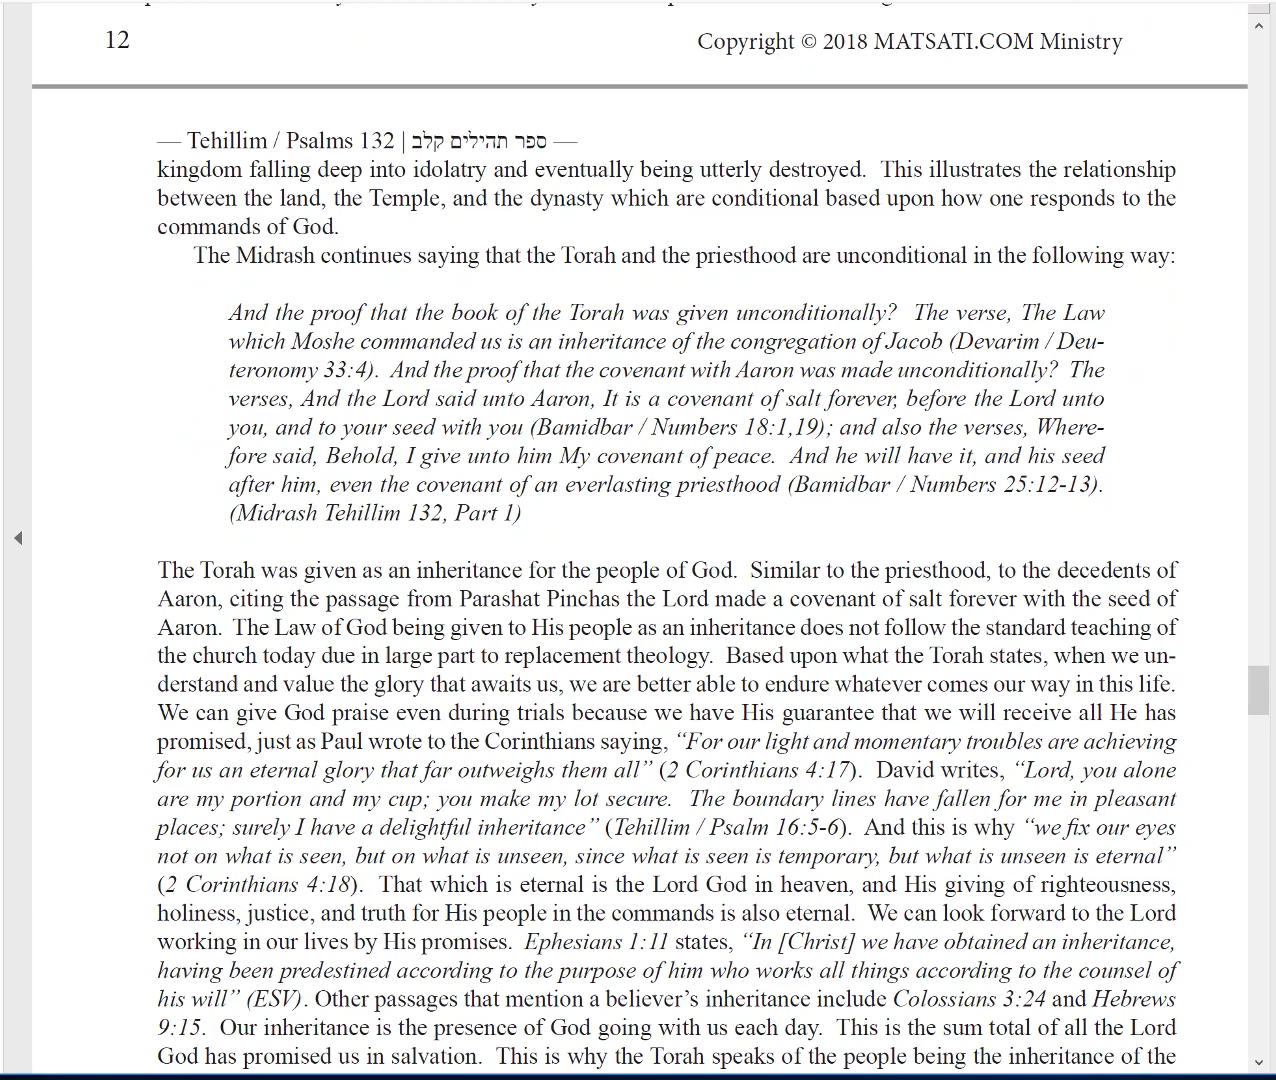 12
Copyright © 2018 MATSATI.COM Ministry
— Tehillim / Psalms 132 | ספר תהילים קלב —
kingdom falling deep into idolatry and eventually being utterly destroyed. This illustrates the relationship
between the land, the Temple, and the dynasty which are conditional based upon how one responds to the
commands of God.
The Midrash continues saying that the Torah and the priesthood are unconditional in the following way:
And the proof that the book of the Torah was given unconditionally? The verse, The Law
which Moshe commanded us is an inheritance of the congregation of Jacob (Devarim / Deu-
teronomy 33:4). And the proof that the covenant with Aaron was made unconditionally? The
verses, And the Lord said unto Aaron, It is a covenant of salt forever, before the Lord unto
you, and to your seed with you (Bamidbar / Numbers 18:1,19); and also the verses, Where-
fore said, Behold, I give unto him My covenant of peace. And he will have it, and his seed
after him, even the covenant of an everlasting priesthood (Bamidbar / Numbers 25:12-13).
(Midrash Tehillim 132, Part 1)
The Torah was given as an inheritance for the people of God. Similar to the priesthood, to the decedents of
Aaron, citing the passage from Parashat Pinchas the Lord made a covenant of salt forever with the seed of
Aaron. The Law of God being given to His people as an inheritance does not follow the standard teaching of
the church today due in large part to replacement theology. Based upon what the Torah states, when we un-
derstand and value the glory that awaits us, we are better able to endure whatever comes our way in this life.
We can give God praise even during trials because we have His guarantee that we will receive all He has
promised, just as Paul wrote to the Corinthians saying, “For our light and momentary troubles are achieving
for us an eternal glory that far outweighs them all” (2 Corinthians 4:17). David writes, “Lord, you alone
are my portion and my cup; you make my lot secure. The boundary lines have fallen for me in pleasant
places; surely I have a delightful inheritance” (Tehillim / Psalm 16:5-6). And this is why “we fix our eyes
not on what is seen, but on what is unseen, since what is seen is temporary, but what is unseen is eternal”
(2 Corinthians 4:18). That which is eternal is the Lord God in heaven, and His giving of righteousness,
holiness, justice, and truth for His people in the commands is also eternal. We can look forward to the Lord
working in our lives by His promises. Ephesians 1:11 states, “In [Christ] we have obtained an inheritance,
having been predestined according to the purpose of him who works all things according to the counsel of
his will” (ESV). Other passages that mention a believer’s inheritance include Colossians 3:24 and Hebrews
9:15. Our inheritance is the presence of God going with us each day. This is the sum total of all the Lord
God has promised us in salvation. This is why the Torah speaks of the people being the inheritance of the